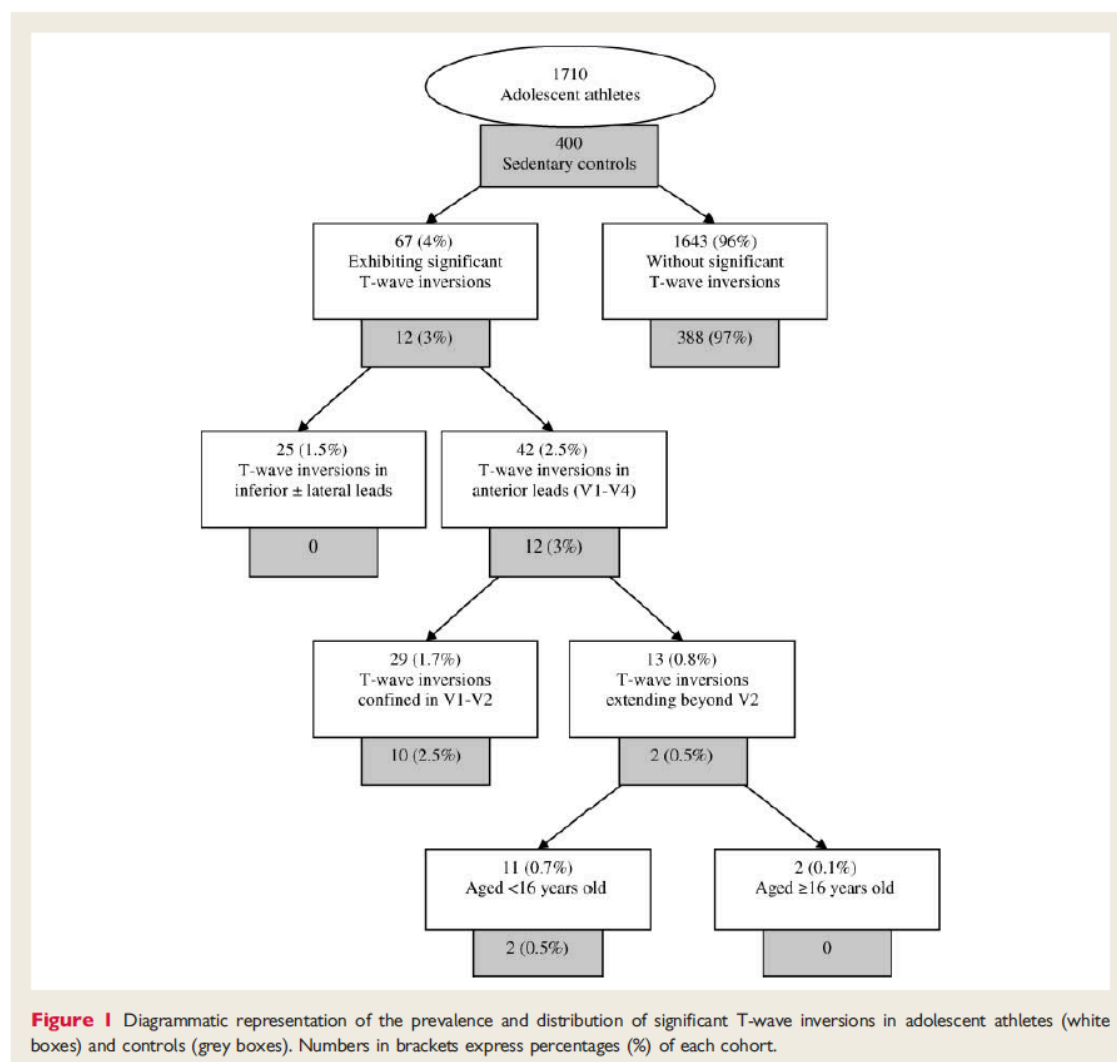 1710
Adolescent athletes
400
Sedentary controls
67 (4%)
Exhibiting significant
T-wave inversions
12 (3%)
1643 (96%)
Without significant
T-wave inversions
388 (97%)
25 (1.5%)
T-wave inversions in
inferior ± lateral leads
0
42 (2.5%)
T-wave inversions in
anterior leads (V1-V4)
12 (3%)
29 (1.7%)
T-wave inversions
confined in V1-V2
10 (2.5%)
13 (0.8%)
T-wave inversions
extending beyond V2
2 (0.5%)
11 (0.7%)
Aged <16 years old
2 (0.5%)
2 (0.1%)
Aged ≥16 years old
0
Figure 1 Diagrammatic representation of the prevalence and distribution of significant T-wave inversions in adolescent athletes (white
boxes) and controls (grey boxes). Numbers in brackets express percentages (%) of each cohort.